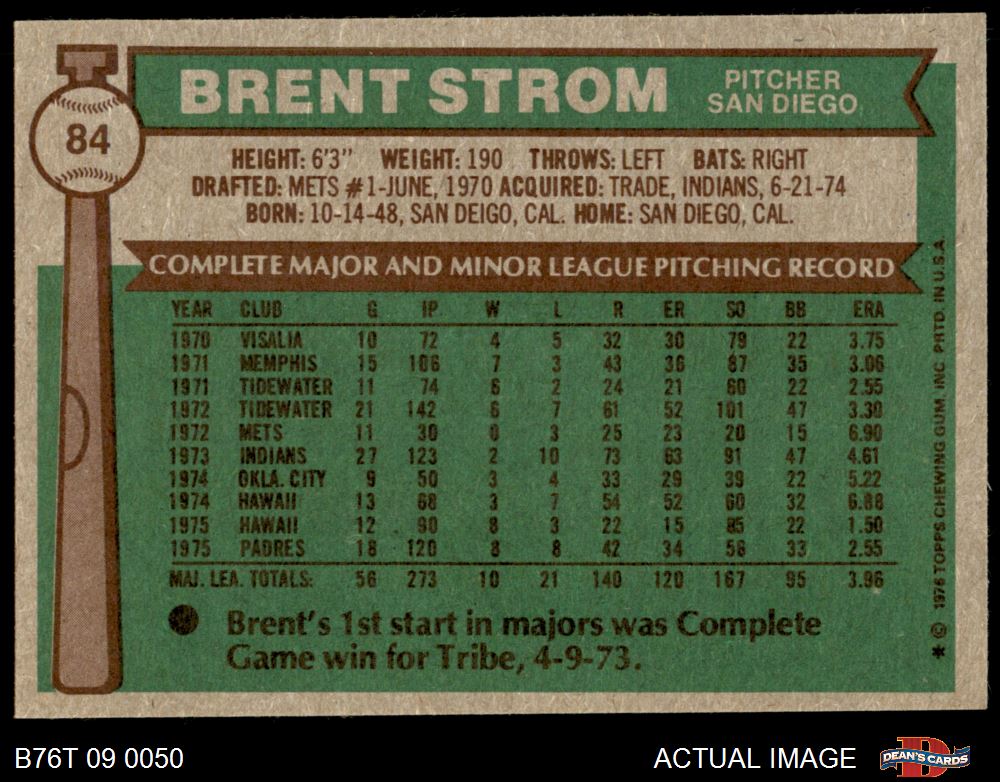 84
BRENT STROM
PITCHER
SAN DIEGO
HEIGHT: 6'3" WEIGHT: 190 THROWS: LEFT BATS: RIGHT
DRAFTED: METS #1-JUNE, 1970 ACQUIRED: TRADE, INDIANS, 6-21-74
BORN: 10-14-48, SAN DEIGO, CAL. HOME: SAN DIEGO, CAL.
COMPLETE MAJOR AND MINOR LEAGUE PITCHING RECORD
YEAR CLUB G IP W L R ER SO BB ERA
1970 VISALIA 10 72 4 5 32 30 79 22 3.75
1971 MEMPHIS 15 106 7 3 43 36 87 35 3.06
1971 TIDEWATER 11 74 6 2 24 21 60 22 2.55
1972 TIDEWATER 21 142 6 7 61 52 101 47 3.30
1972 METS 11 30 0 3 25 23 20 15 6.90
1973 INDIANS 27 123 2 10 73 63 91 47 4.61
1974 OKLA. CITY 9 50 3 4 33 29 39 22 5.22
1974 HAWAII 13 68 3 7 54 52 60 32 6.88
1975 HAWAII 12 90 8 3 22 15 85 22 1.50
1975 PADRES 18 120 8 8 42 34 56 33 2.55
MAJ. LEA. TOTALS: 56 273 10 21 140 120 167 95 3.96
Brent's 1st start in majors was Complete
Game win for Tribe, 4-9-73.
* © 1976 TOPPS CHEWING GUM, INC. PRTD. IN U.S.A.
B76T 09 0050
ACTUAL IMAGE
DEAN'S CARDS